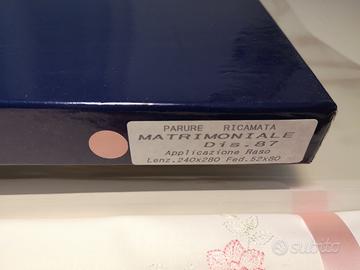 PARURE RICAMATA
MATRIMONIALE
Dis.87
Applicazione Raso
Lenz.240x280 Fed.52x80
subito